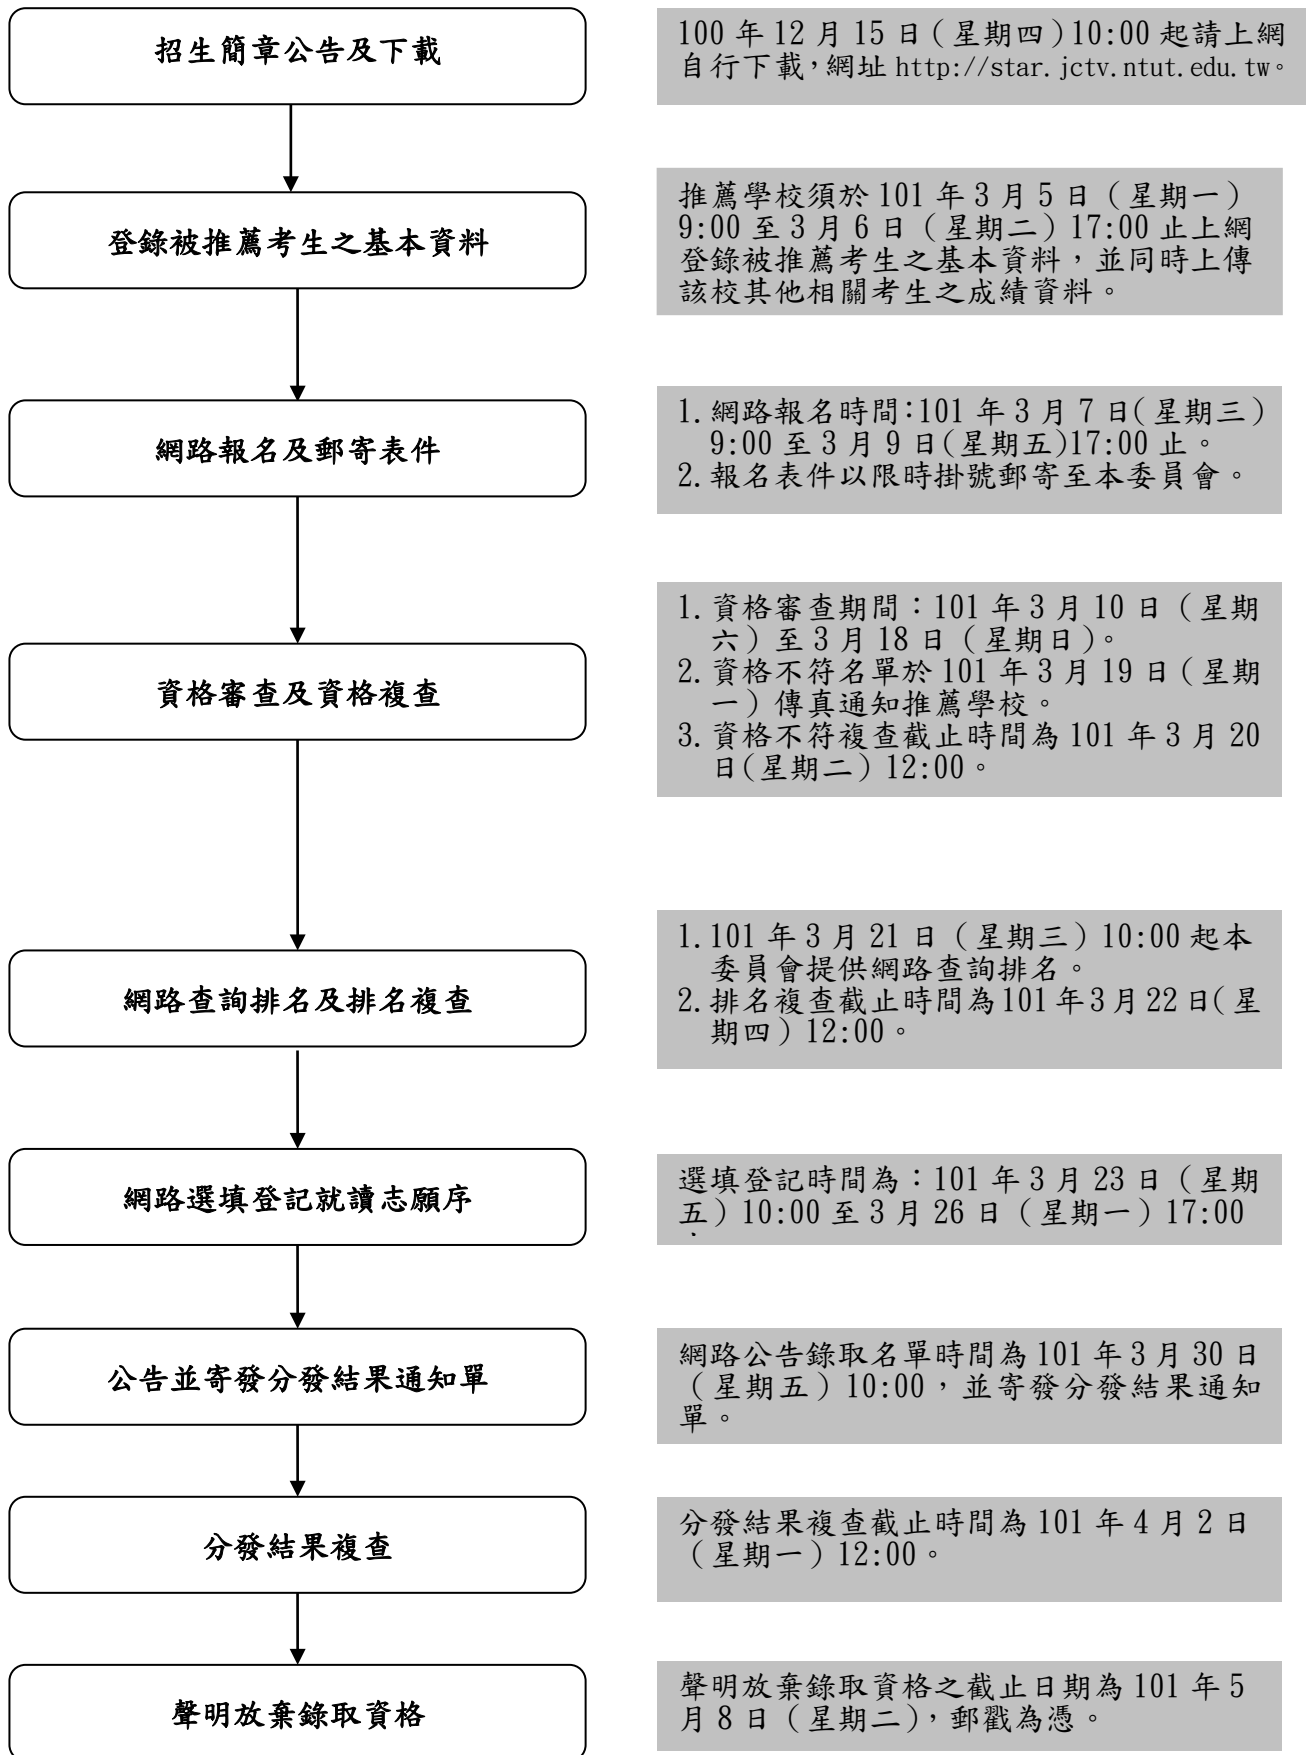 招生簡章公告及下載
100 年 12 月 15 日（星期四）10:00 起請上網
自行下載，網址 http://star.jctv.ntut.edu.tw。
登錄被推薦考生之基本資料
推薦學校須於 101 年 3 月 5 日（星期一）
9:00 至 3 月 6 日（星期二）17:00 止上網
登錄被推薦考生之基本資料，並同時上傳
該校其他相關考生之成績資料。
網路報名及郵寄表件
1.網路報名時間：101 年 3 月 7 日(星期三)
9:00 至 3 月 9 日(星期五)17:00 止。
2.報名表件以限時掛號郵寄至本委員會。
資格審查及資格複查
1.資格審查期間：101 年 3 月 10 日（星期
六）至 3 月 18 日（星期日）。
2.資格不符名單於 101 年 3 月 19 日（星期
一）傳真通知推薦學校。
3.資格不符複查截止時間為 101 年 3 月 20
日(星期二）12:00。
網路查詢排名及排名複查
1.101 年 3 月 21 日（星期三）10:00 起本
委員會提供網路查詢排名。
2.排名複查截止時間為 101 年 3 月 22 日(星
期四）12:00。
網路選填登記就讀志願序
選填登記時間為：101 年 3 月 23 日（星期
五）10:00 至 3 月 26 日（星期一）17:00
公告並寄發分發結果通知單
網路公告錄取名單時間為 101 年 3 月 30 日
（星期五）10:00，並寄發分發結果通知
單。
分發結果複查
分發結果複查截止時間為 101 年 4 月 2 日
（星期一）12:00。
聲明放棄錄取資格
聲明放棄錄取資格之截止日期為 101 年 5
月 8 日（星期二），郵戳為憑。